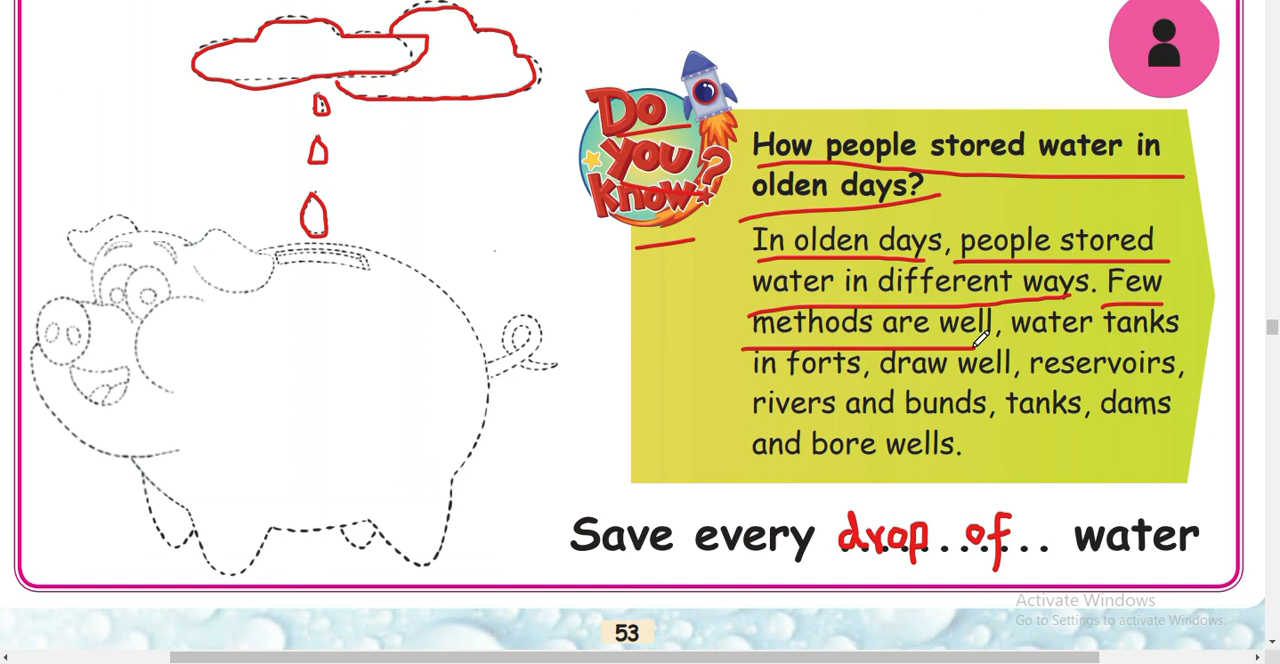 Do
you
know?
How people stored water in
olden days?
In olden days, people stored
water in different ways. Few
methods are well, water tanks
in forts, draw well, reservoirs,
rivers and bunds, tanks, dams
and bore wells.
Save every drop of water
Activate Windows
Go to Settings to activate Windows.
53